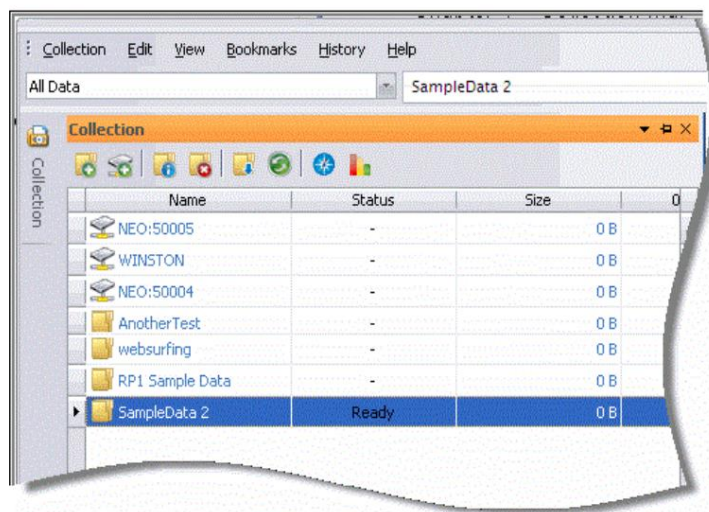 Collection Edit View Bookmarks History Help
All Data SampleData 2
Collection
Collection
Name Status Size 0
NEO:50005 - 0 B
WINSTON - 0 B
NEO:50004 - 0 B
AnotherTest - 0 B
websurfing - 0 B
RP1 Sample Data - 0 B
SampleData 2 Ready 0 B